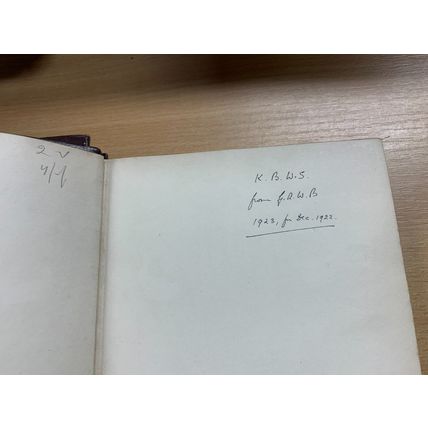 2 v
4/-
K. B. W. S.
from G. R. W. B
1923, for Dec. 1922.